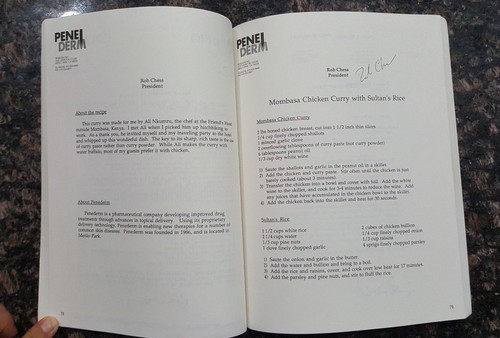 PENE
DERM
Rob Chess
President
About the recipe
This curry was made for me by Ali Nkumru, the chef at the Friend's House
outside Mombasa, Kenya. I met Ali when I picked him up hitchhiking to
work. As a thank you, he invited myself and my traveling party to the hotel
and whipped up this wonderful dish. The key to its sharp, rich flavor is the use
of curry paste rather than curry powder. While Ali makes the curry with
water buffalo, most of my guests prefer it with chicken.
About Penederm
Penederm is a pharmaceutical company developing improved drug
treatments through advances in topical delivery. Using its proprietary
delivery technology, Penederm is enabling new therapies for a number of
common skin diseases. Penederm was founded in 1986, and is located in
Menlo Park.
PENE
DERM
Rob Chess
President
Mombasa Chicken Curry with Sultan's Rice
Mombasa Chicken Curry
2 lbs boned chicken breast, cut into 1 1/2 inch thin slices
1 tablespoon finely chopped shallot
1 minced garlic clove
2 overflowing tablespoons of curry paste (not curry powder)
4 tablespoons peanut oil
1/3 cup dry white wine
1) Saute the shallot and garlic in the peanut oil in a skillet.
2) Add the chicken and curry paste. Stir often until the chicken is just
barely cooked (about 3 minutes).
3) Transfer the chicken into a bowl and cover with foil. Add the white
wine to the skillet, and cook for 3-4 minutes to reduce the wine. Add
any juices that have accumulated in the chicken bowl to the skillet.
4) Add the chicken back into the skillet and heat for 30 seconds.
Sultan's Rice
1 1/2 cups white rice
2 1/4 cups water
1/3 cup pine nuts
1 clove finely chopped garlic
2 cubes of chicken bullion
1/4 cup finely chopped onion
1/3 cup raisins
4 sprigs finely chopped parsley
1) Saute the onion and garlic in the butter.
2) Add the water and bullion and bring to a boil.
3) Add the rice and raisins, cover, and cook over low heat for 17 minutes.
4) Add the parsley and pine nuts, and stir to fluff the rice.